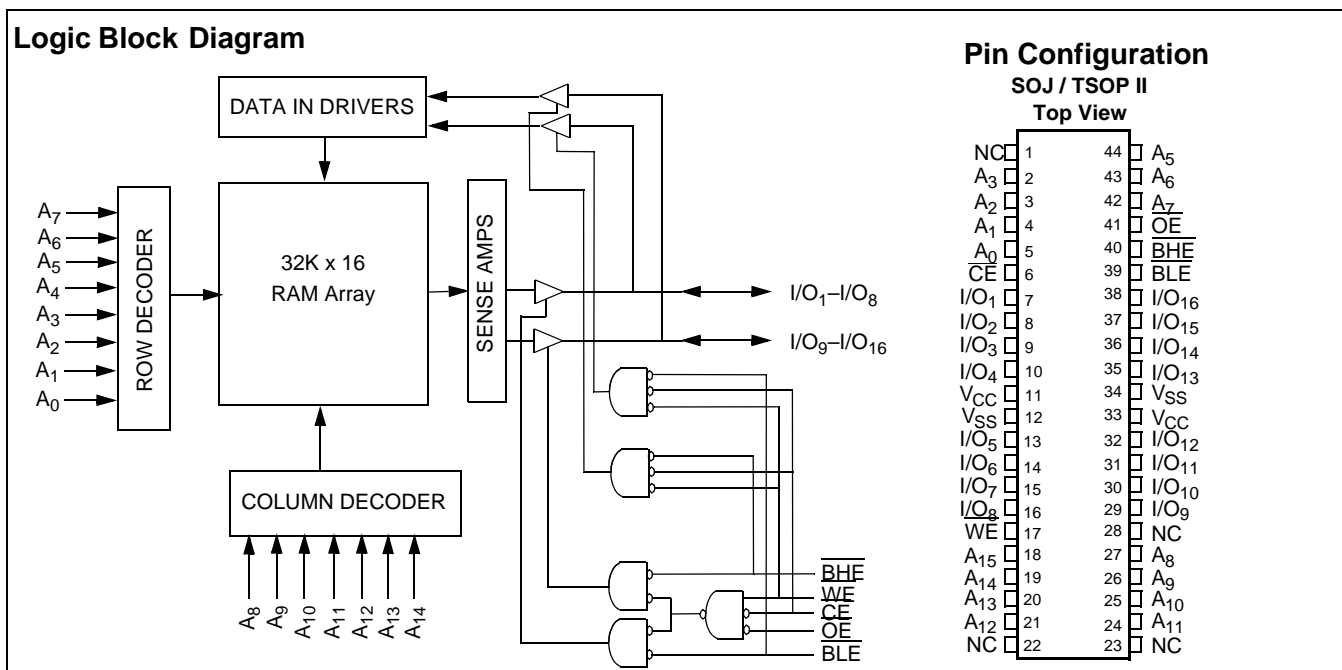 Logic Block Diagram
DATA IN DRIVERS
A7
A6
A5
A4
A3
A2
A1
A0
ROW DECODER
32K x 16
RAM Array
SENSE AMPS
I/O1–I/O8
I/O9–I/O16
COLUMN DECODER
A8
A9
A10
A11
A12
A13
A14
BHE
WE
CE
OE
BLE
Pin Configuration
SOJ / TSOP II
Top View
NC 1 44 A5
A3 2 43 A6
A2 3 42 A7
A1 4 41 OE
A0 5 40 BHE
CE 6 39 BLE
I/O1 7 38 I/O16
I/O2 8 37 I/O15
I/O3 9 36 I/O14
I/O4 10 35 I/O13
VCC 11 34 VSS
VSS 12 33 VCC
I/O5 13 32 I/O12
I/O6 14 31 I/O11
I/O7 15 30 I/O10
I/O8 16 29 I/O9
WE 17 28 NC
A15 18 27 A8
A14 19 26 A9
A13 20 25 A10
A12 21 24 A11
NC 22 23 NC